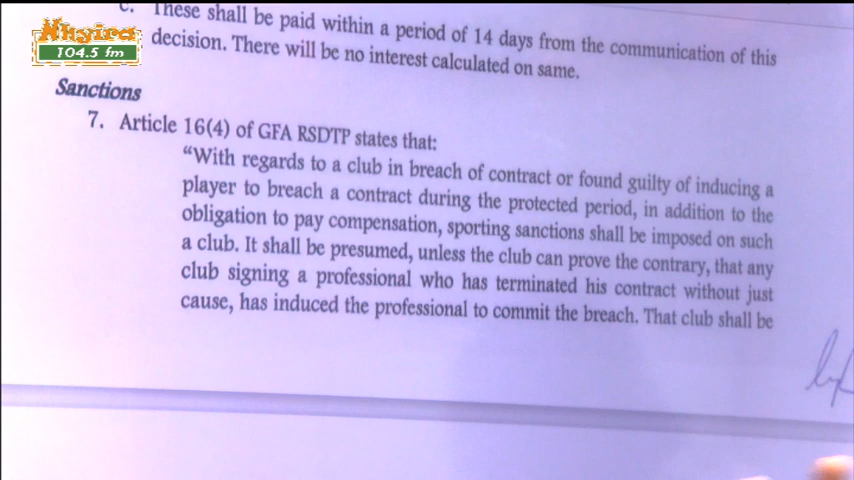 Nhyira
104.5 fm
c. These shall be paid within a period of 14 days from the communication of this
decision. There will be no interest calculated on same.
Sanctions
7. Article 16(4) of GFA RSDTP states that:
“With regards to a club in breach of contract or found guilty of inducing a
player to breach a contract during the protected period, in addition to the
obligation to pay compensation, sporting sanctions shall be imposed on such
a club. It shall be presumed, unless the club can prove the contrary, that any
club signing a professional who has terminated his contract without just
cause, has induced the professional to commit the breach. That club shall be